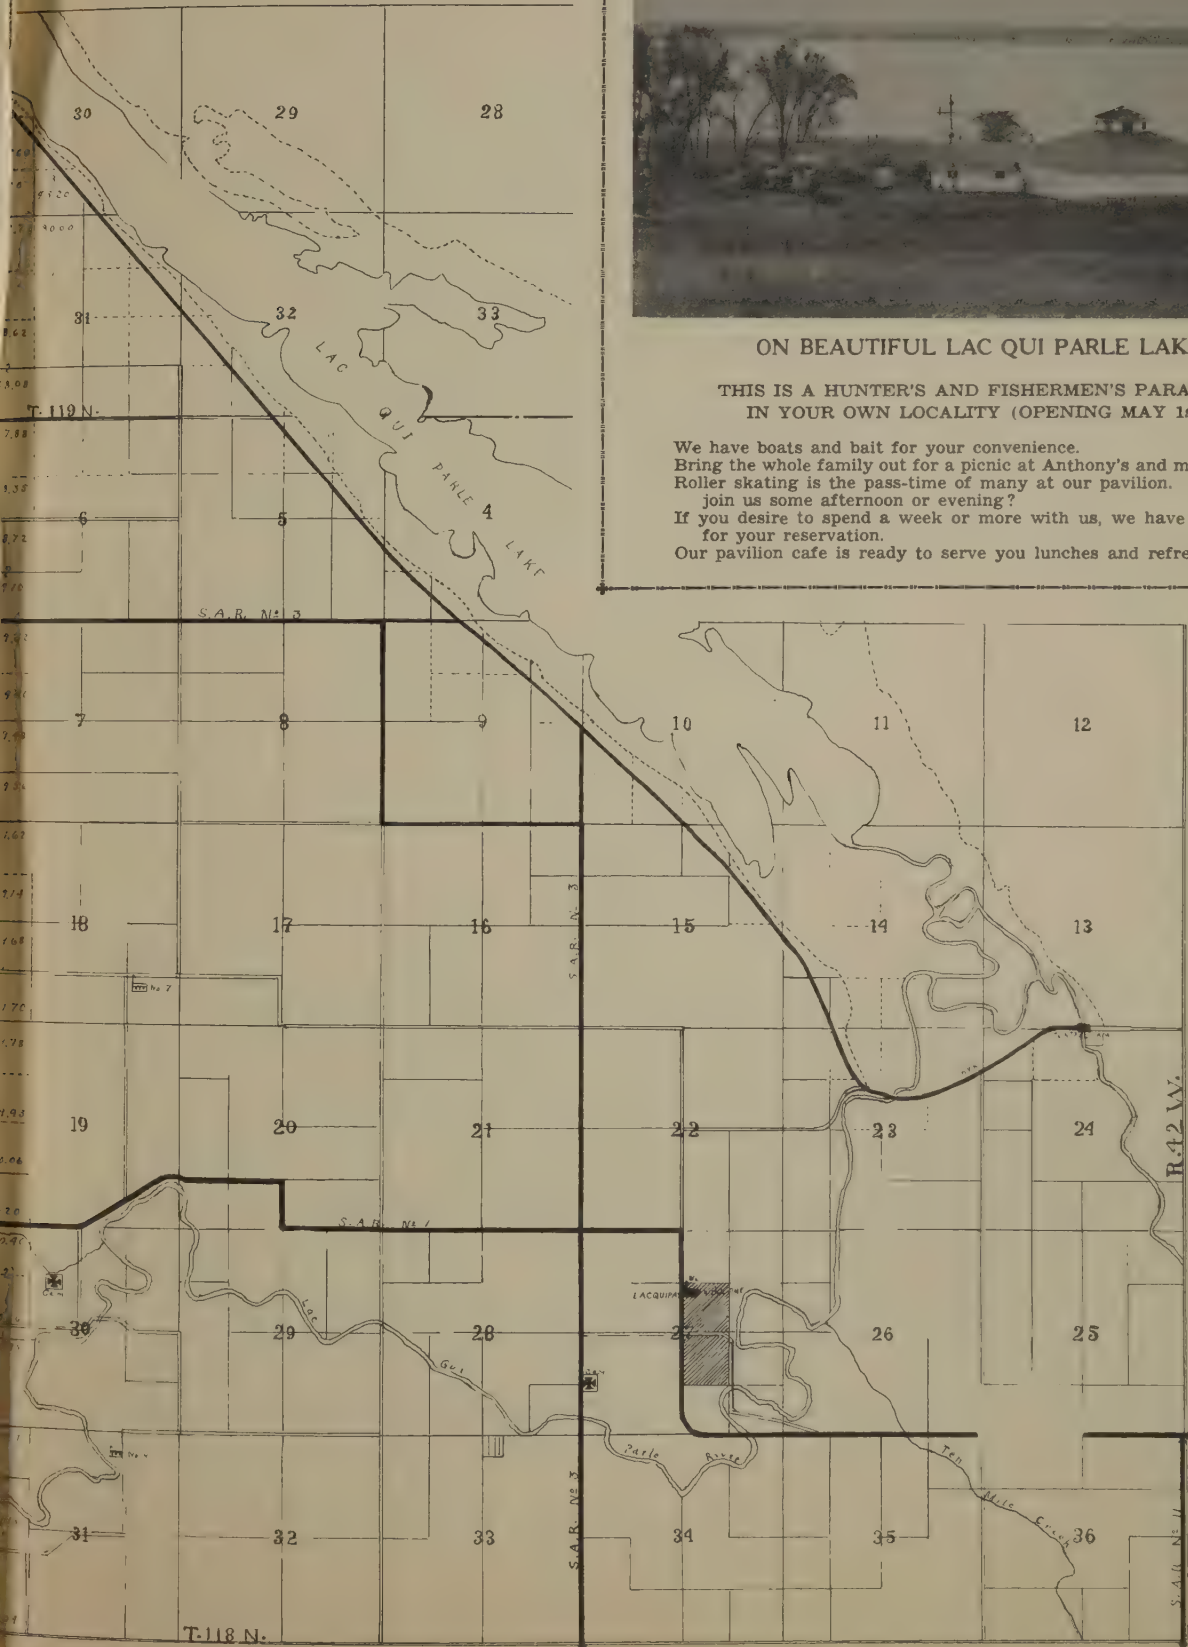 30 29 28
9000
31 32 33
LAC
QUI
PARLE
LAKE
T. 119 N.
ON BEAUTIFUL LAC QUI PARLE LAK
THIS IS A HUNTER'S AND FISHERMEN'S PARA
IN YOUR OWN LOCALITY (OPENING MAY
We have boats and bait for your convenience.
Bring the whole family out for a picnic at Anthony's and m
Roller skating is the pass-time of many at our pavilion.
join us some afternoon or evening?
If you desire to spend a week or more with us, we have
for your reservation.
Our pavilion cafe is ready to serve you lunches and refre
6 5 4
S.A.R. No 3
7 8 9 10 11 12
S.A.R. No 3
18 17 16 15 14 13
No 7
19 20 21 22 23 24
R.42 W.
S.A.R. No 1
LACQUIPA
30 29 28 27 26 25
Lac
Qui
Parle
River
Ten
Mile
Creek
S.A.R. No 3
31 32 33 34 35 36
S.A.R. No 11
T.118 N.